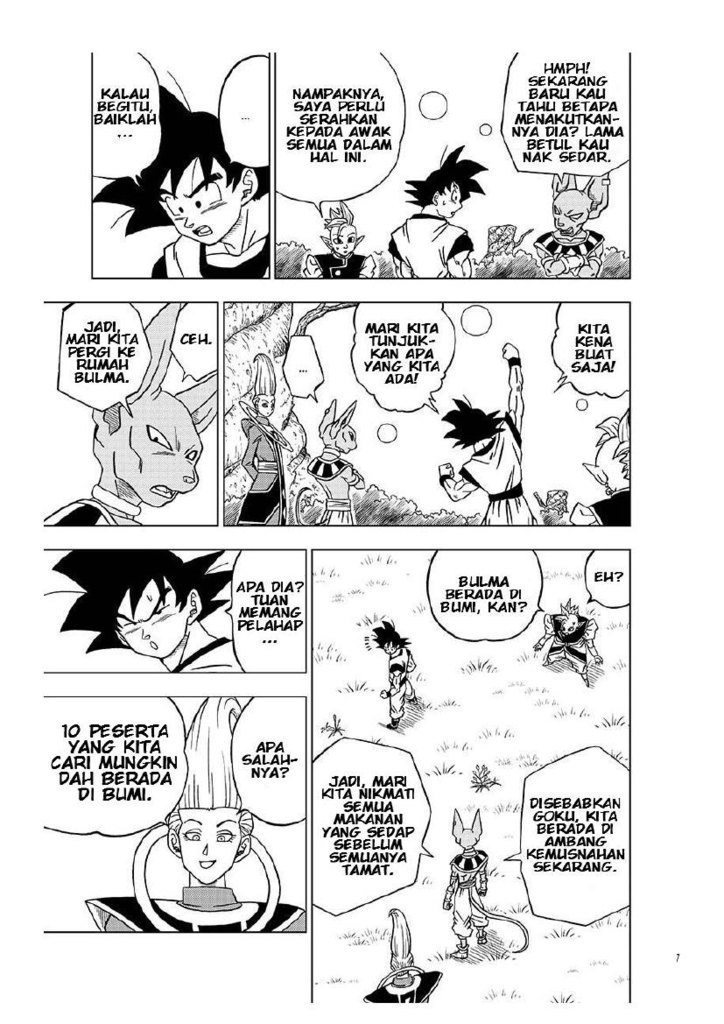 HMPH!
SEKARANG
BARU KAU
TAHU BETAPA
MENAKUTKAN-
NYA DIA? LAMA
BETUL KAU
NAK SEDAR.
NAMPAKNYA,
SAYA PERLU
SERAHKAN
KEPADA AWAK
SEMUA DALAM
HAL INI.
...
KALAU
BEGITU,
BAIKLAH
...
KITA
KENA
BUAT
SAJA!
MARI KITA
TUNJUK-
KAN APA
YANG KITA
ADA!
...
CEH.
JADI,
MARI KITA
PERGI KE
RUMAH
BULMA.
EH?
BULMA
BERADA DI
BUMI, KAN?
DISEBABKAN
GOKU, KITA
BERADA DI
AMBANG
KEMUSNAHAN
SEKARANG.
JADI, MARI
KITA NIKMATI
SEMUA
MAKANAN
YANG SEDAP
SEBELUM
SEMUANYA
TAMAT.
APA DIA?
TUAN
MEMANG
PELAHAP
...
APA
SALAH-
NYA?
10 PESERTA
YANG KITA
CARI MUNGKIN
DAH BERADA
DI BUMI.
7